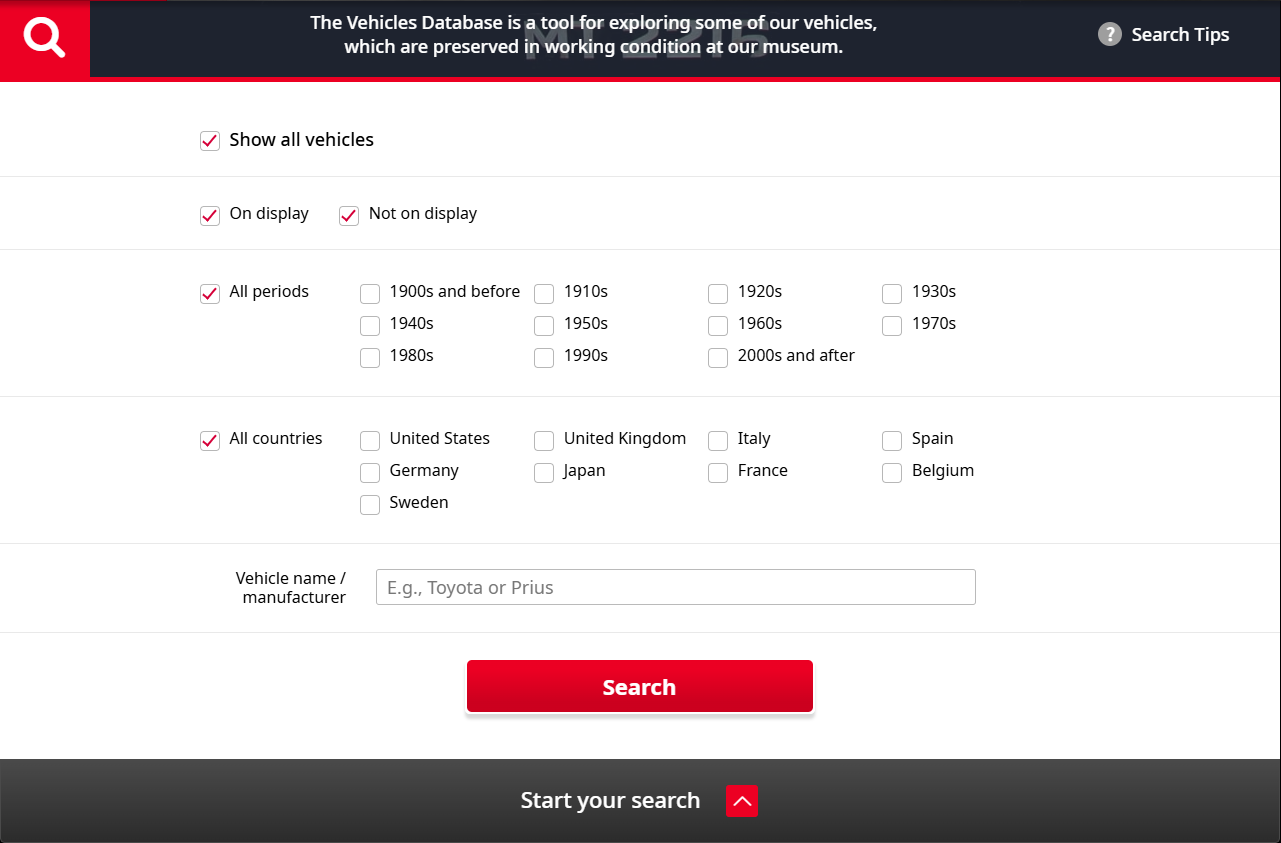 The Vehicles Database is a tool for exploring some of our vehicles,
which are preserved in working condition at our museum.
MT 2215
? Search Tips
Show all vehicles
On display Not on display
All periods 1900s and before 1910s 1920s 1930s
1940s 1950s 1960s 1970s
1980s 1990s 2000s and after
All countries United States United Kingdom Italy Spain
Germany Japan France Belgium
Sweden
Vehicle name /
manufacturer
E.g., Toyota or Prius
Search
Start your search